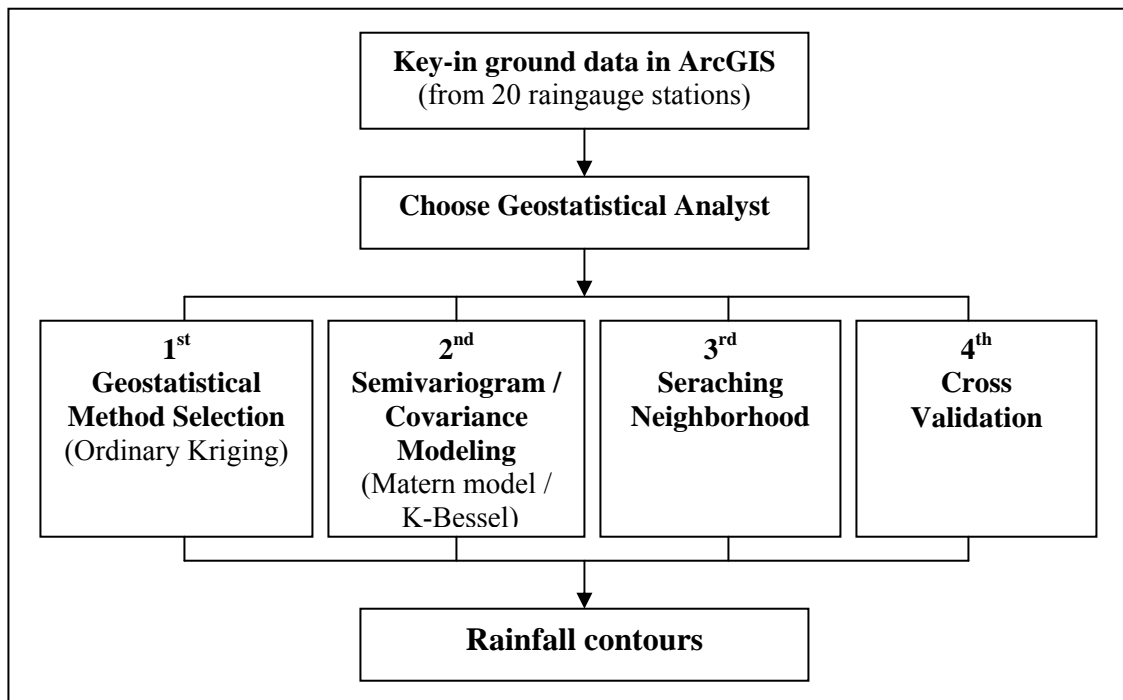 Key-in ground data in ArcGIS
(from 20 raingauge stations)
Choose Geostatistical Analyst
1st
Geostatistical
Method Selection
(Ordinary Kriging)
2nd
Semivariogram /
Covariance
Modeling
(Matern model /
K-Bessel)
3rd
Seraching
Neighborhood
4th
Cross
Validation
Rainfall contours